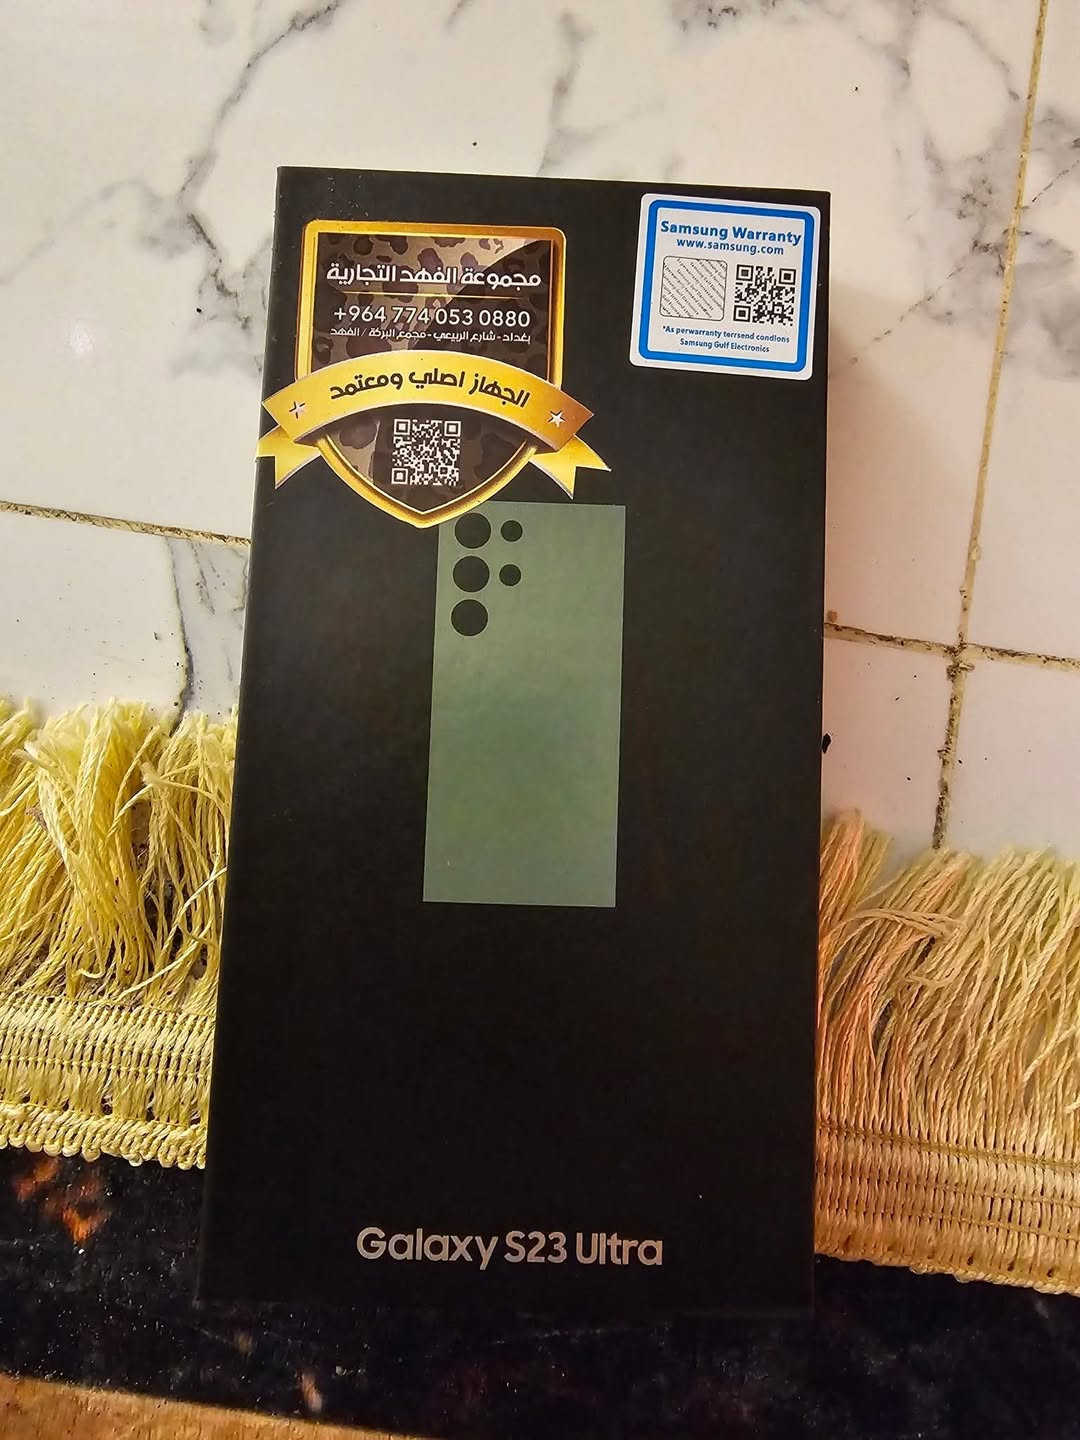 مجموعة الفهد التجارية
+964 774 053 0880
بغداد - شارع الربيعي - مجمع البركة / الفهد
الجهاز اصلي ومعتمد
Samsung Warranty
www.samsung.com
*As perwarranty terrsend condions
Samsung Gulf Electronics
Galaxy S23 Ultra